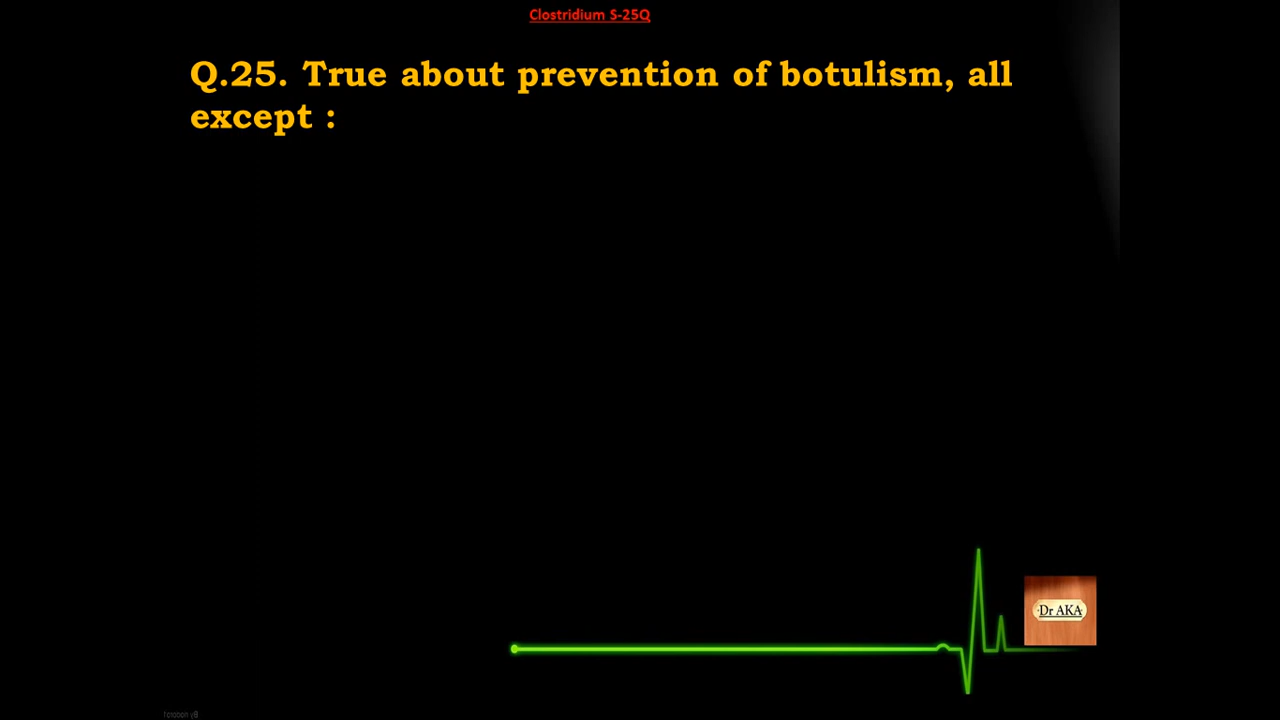 Clostridium S-25Q
Q.25. True about prevention of botulism, all
except :
Dr AKA